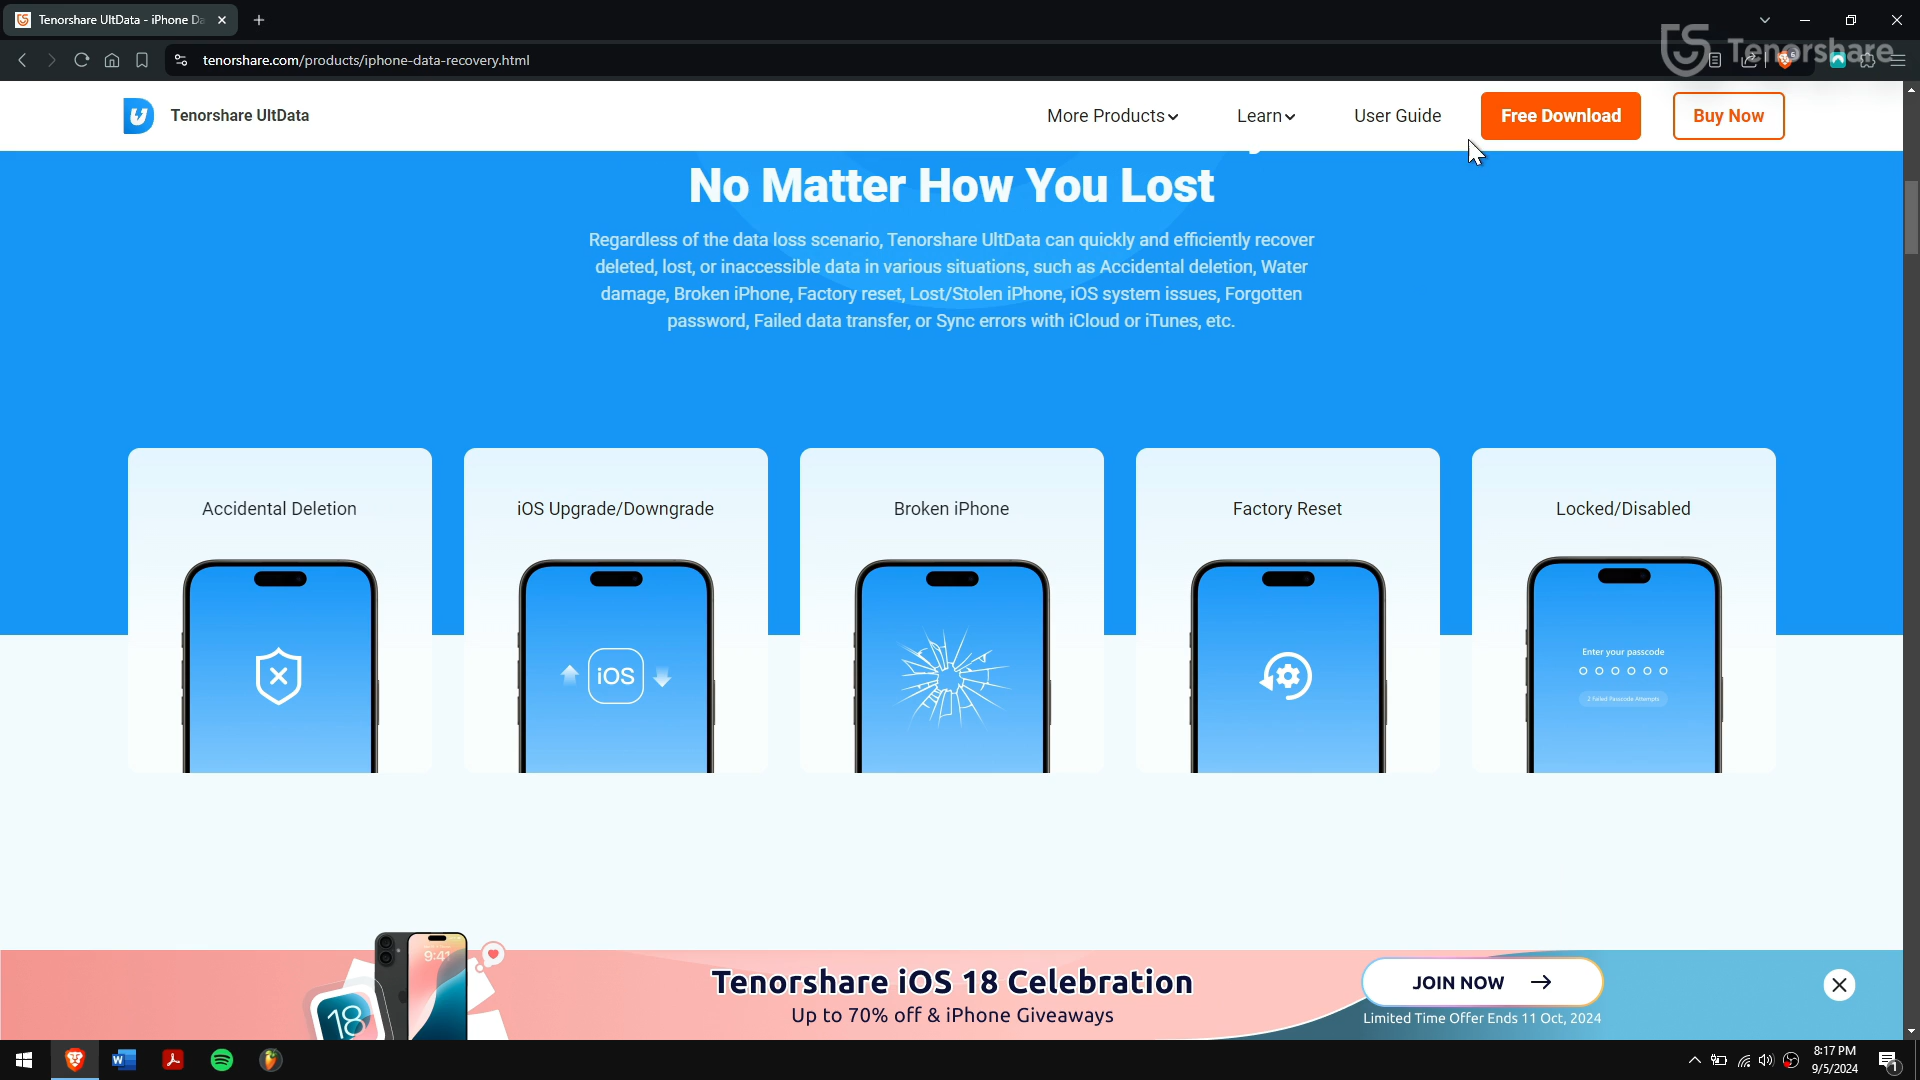 Tenorshare UltData - iPhone Da
Tenorshare
tenorshare.com/products/iphone-data-recovery.html
Tenorshare UltData
More Products
Learn
User Guide
Free Download
Buy Now
No Matter How You Lost
Regardless of the data loss scenario, Tenorshare UltData can quickly and efficiently recover
deleted, lost, or inaccessible data in various situations, such as Accidental deletion, Water
damage, Broken iPhone, Factory reset, Lost/Stolen iPhone, iOS system issues, Forgotten
password, Failed data transfer, or Sync errors with iCloud or iTunes, etc.
Accidental Deletion
iOS Upgrade/Downgrade
Broken iPhone
Factory Reset
Locked/Disabled
iOS
Enter your passcode
2 Failed Passcode Attempts
9:41
18
Tenorshare iOS 18 Celebration
Up to 70% off & iPhone Giveaways
JOIN NOW
Limited Time Offer Ends 11 Oct, 2024
8:17 PM
9/5/2024
1